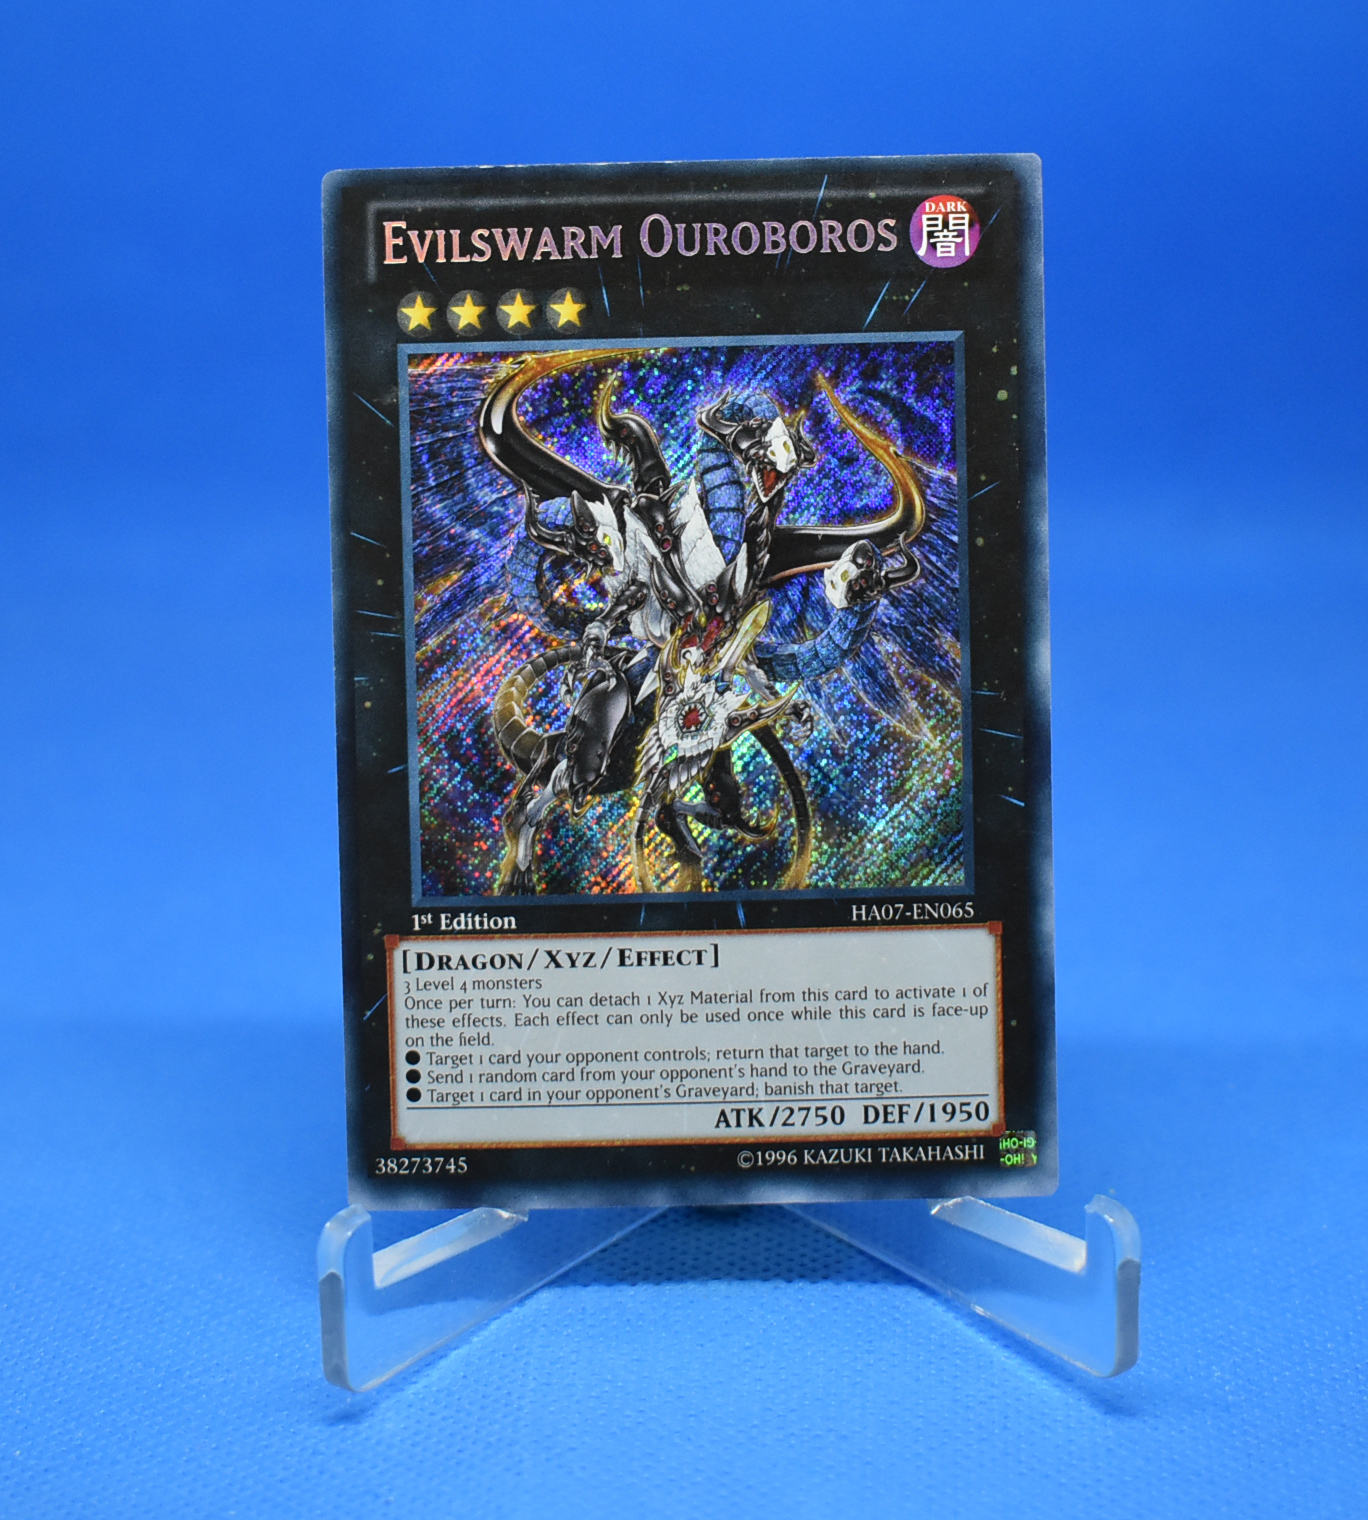 EVILSWARM OUROBOROS
DARK
闇
1st Edition
HA07-EN065
[DRAGON/XYZ/EFFECT]
3 Level 4 monsters
Once per turn: You can detach 1 Xyz Material from this card to activate 1 of
these effects. Each effect can only be used once while this card is face-up
on the field.
● Target 1 card your opponent controls; return that target to the hand.
● Send 1 random card from your opponent's hand to the Graveyard.
● Target 1 card in your opponent's Graveyard; banish that target.
ATK/2750 DEF/1950
38273745
©1996 KAZUKI TAKAHASHI